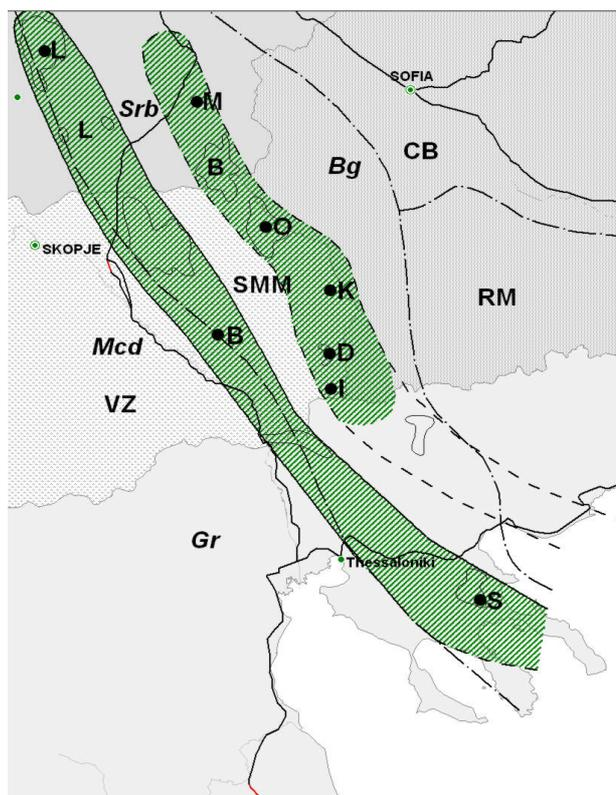 L
SOFIA
M
Srb
L
CB
Bg
B
O
SKOPJE
SMM
K
RM
B
Mcd
D
I
VZ
Gr
Thessaloniki
S